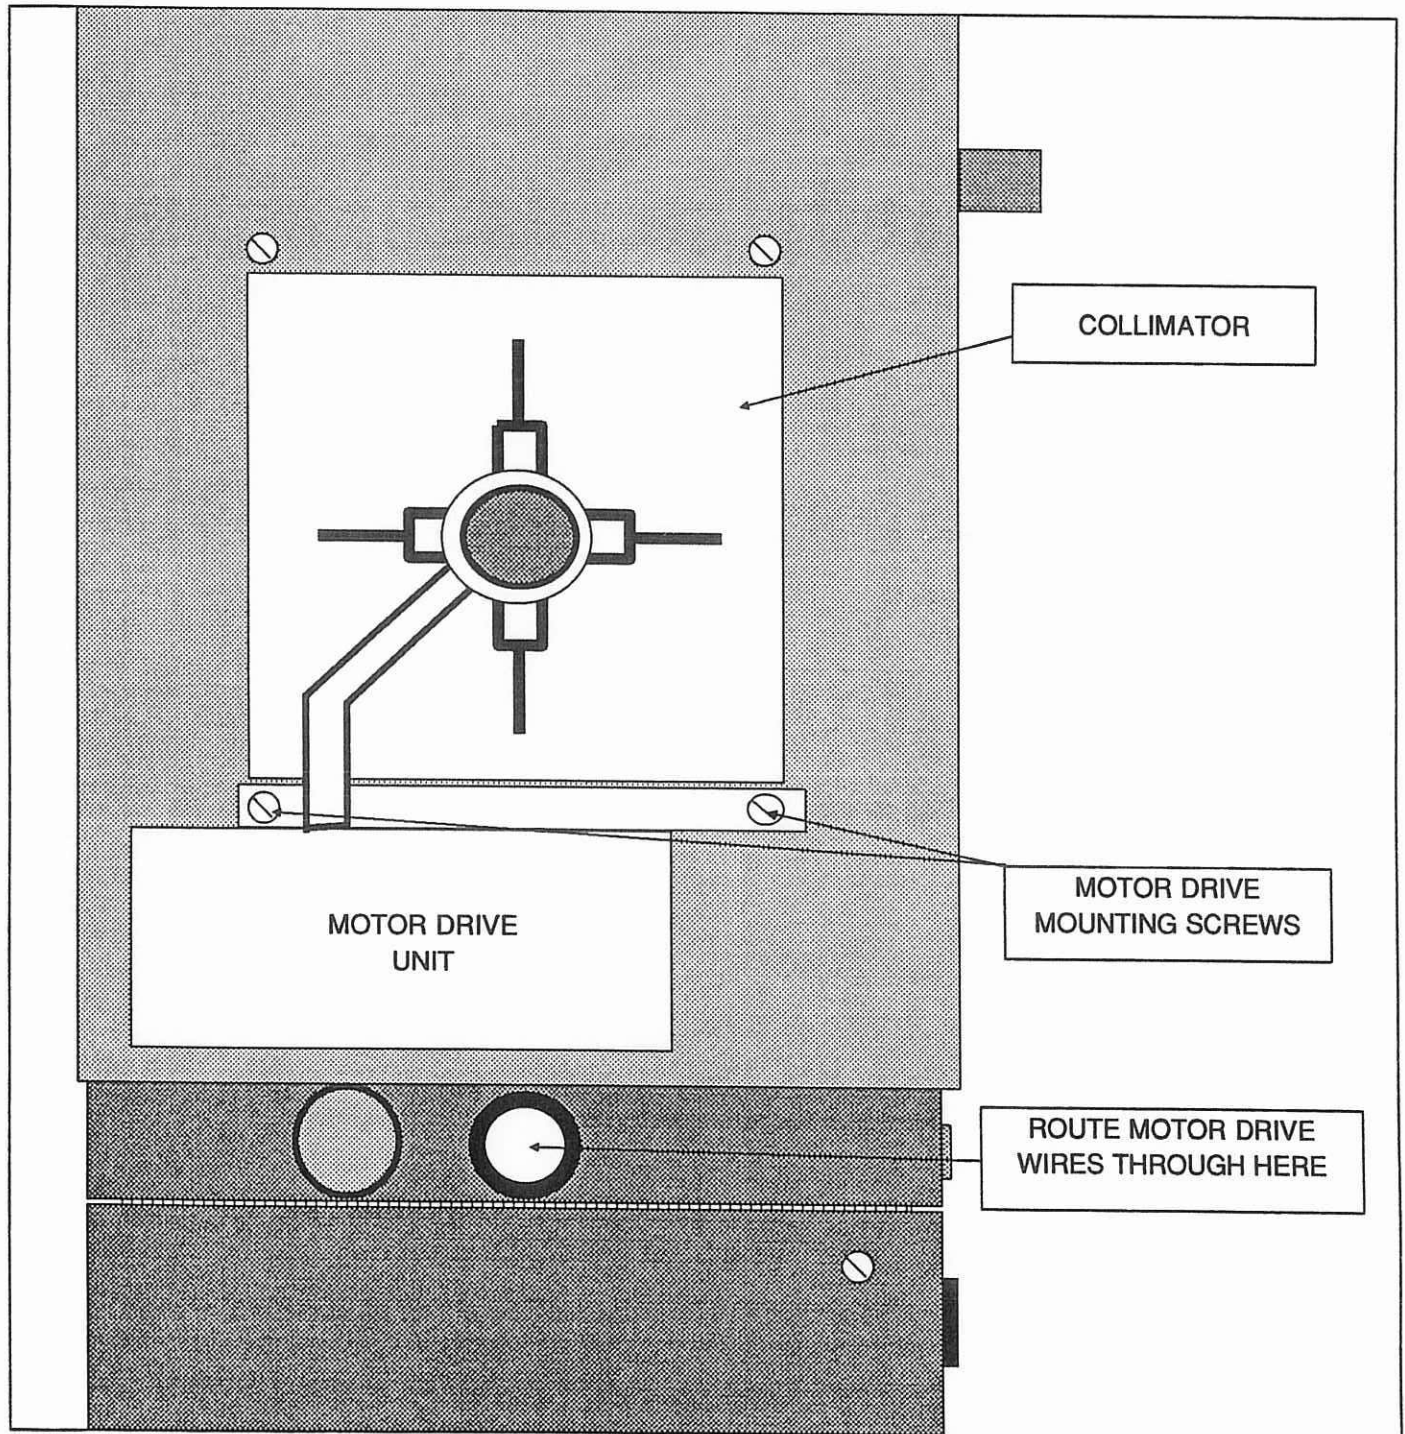 COLLIMATOR
MOTOR DRIVE
MOUNTING SCREWS
MOTOR DRIVE
UNIT
ROUTE MOTOR DRIVE
WIRES THROUGH HERE